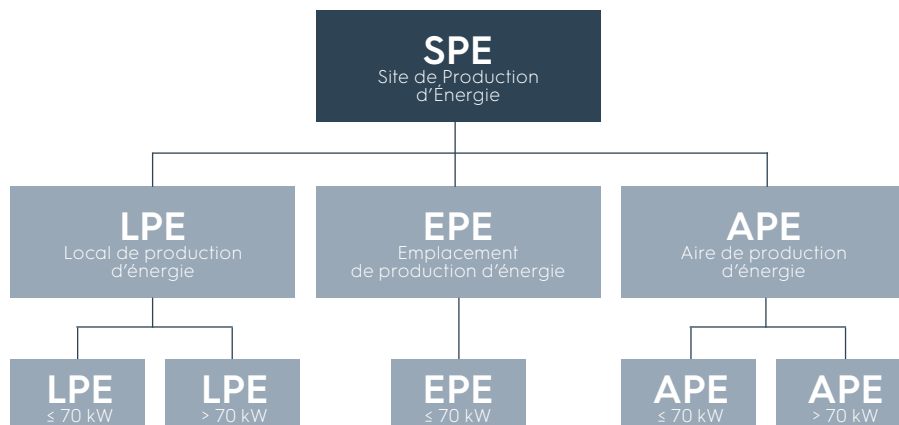 SPE
Site de Production
d'Énergie
LPE
Local de production
d'énergie
EPE
Emplacement
de production d'énergie
APE
Aire de production
d'énergie
LPE
≤ 70 kW
LPE
> 70 kW
EPE
≤ 70 kW
APE
≤ 70 kW
APE
> 70 kW